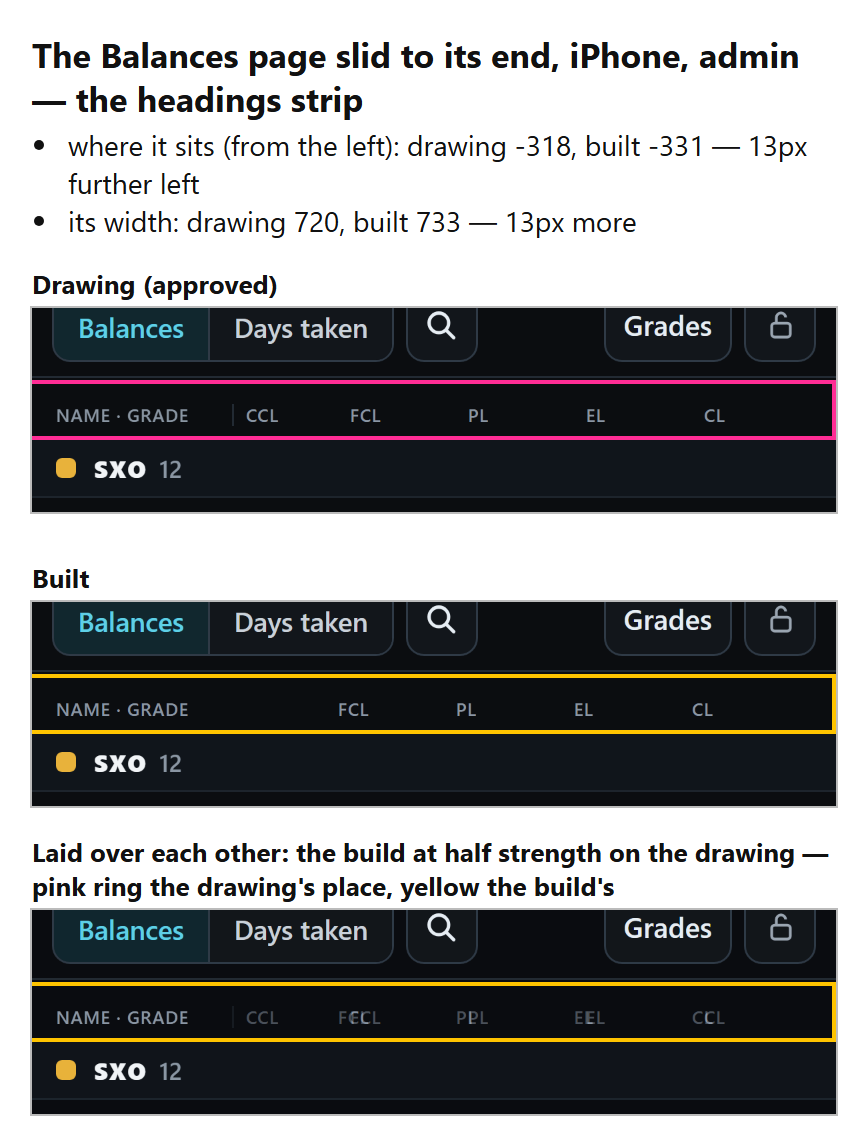 The Balances page slid to its end, iPhone, admin
— the headings strip
• where it sits (from the left): drawing -318, built -331 — 13px
further left
• its width: drawing 720, built 733 — 13px more
Drawing (approved)
Balances Days taken Grades
NAME · GRADE CCL FCL PL EL CL
SXO 12
Built
Balances Days taken Grades
NAME · GRADE FCL PL EL CL
SXO 12
Laid over each other: the build at half strength on the drawing —
pink ring the drawing's place, yellow the build's
Balances Days taken Grades
NAME · GRADE CCL
SXO 12